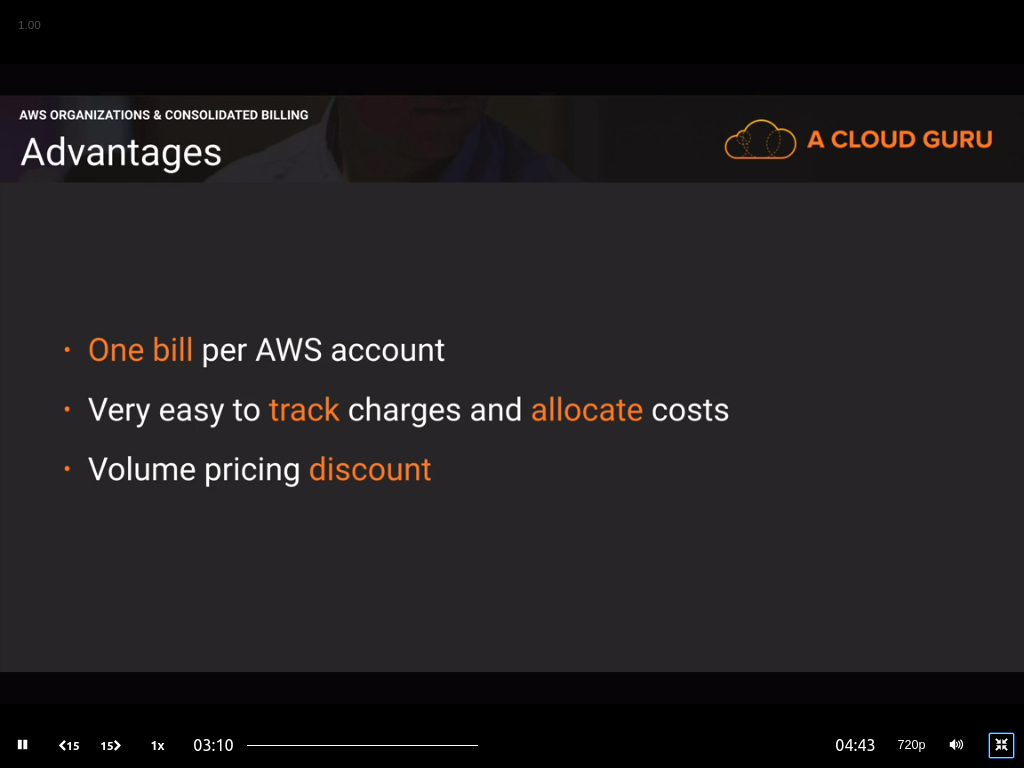 1.00
AWS ORGANIZATIONS & CONSOLIDATED BILLING
Advantages
A CLOUD GURU
• One bill per AWS account
• Very easy to track charges and allocate costs
• Volume pricing discount
15 15 1x 03:10 04:43 720p